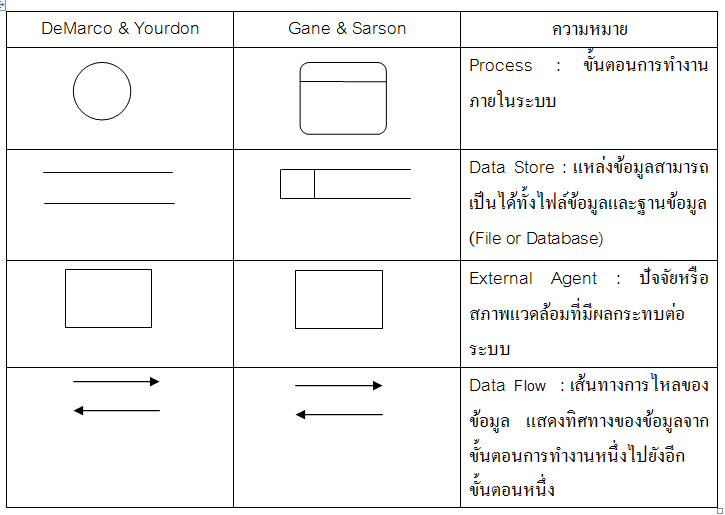 DeMarco & Yourdon
Gane & Sarson
ความหมาย
Process : ขั้นตอนการทำงาน
ภายในระบบ
Data Store : แหล่งข้อมูลสามารถ
เป็นได้ทั้งไฟล์ข้อมูลและฐานข้อมูล
(File or Database)
External Agent : ปัจจัยหรือ
สภาพแวดล้อมที่มีผลกระทบต่อ
ระบบ
Data Flow : เส้นทางการไหลของ
ข้อมูล แสดงทิศทางของข้อมูลจาก
ขั้นตอนการทำงานหนึ่งไปยังอีก
ขั้นตอนหนึ่ง